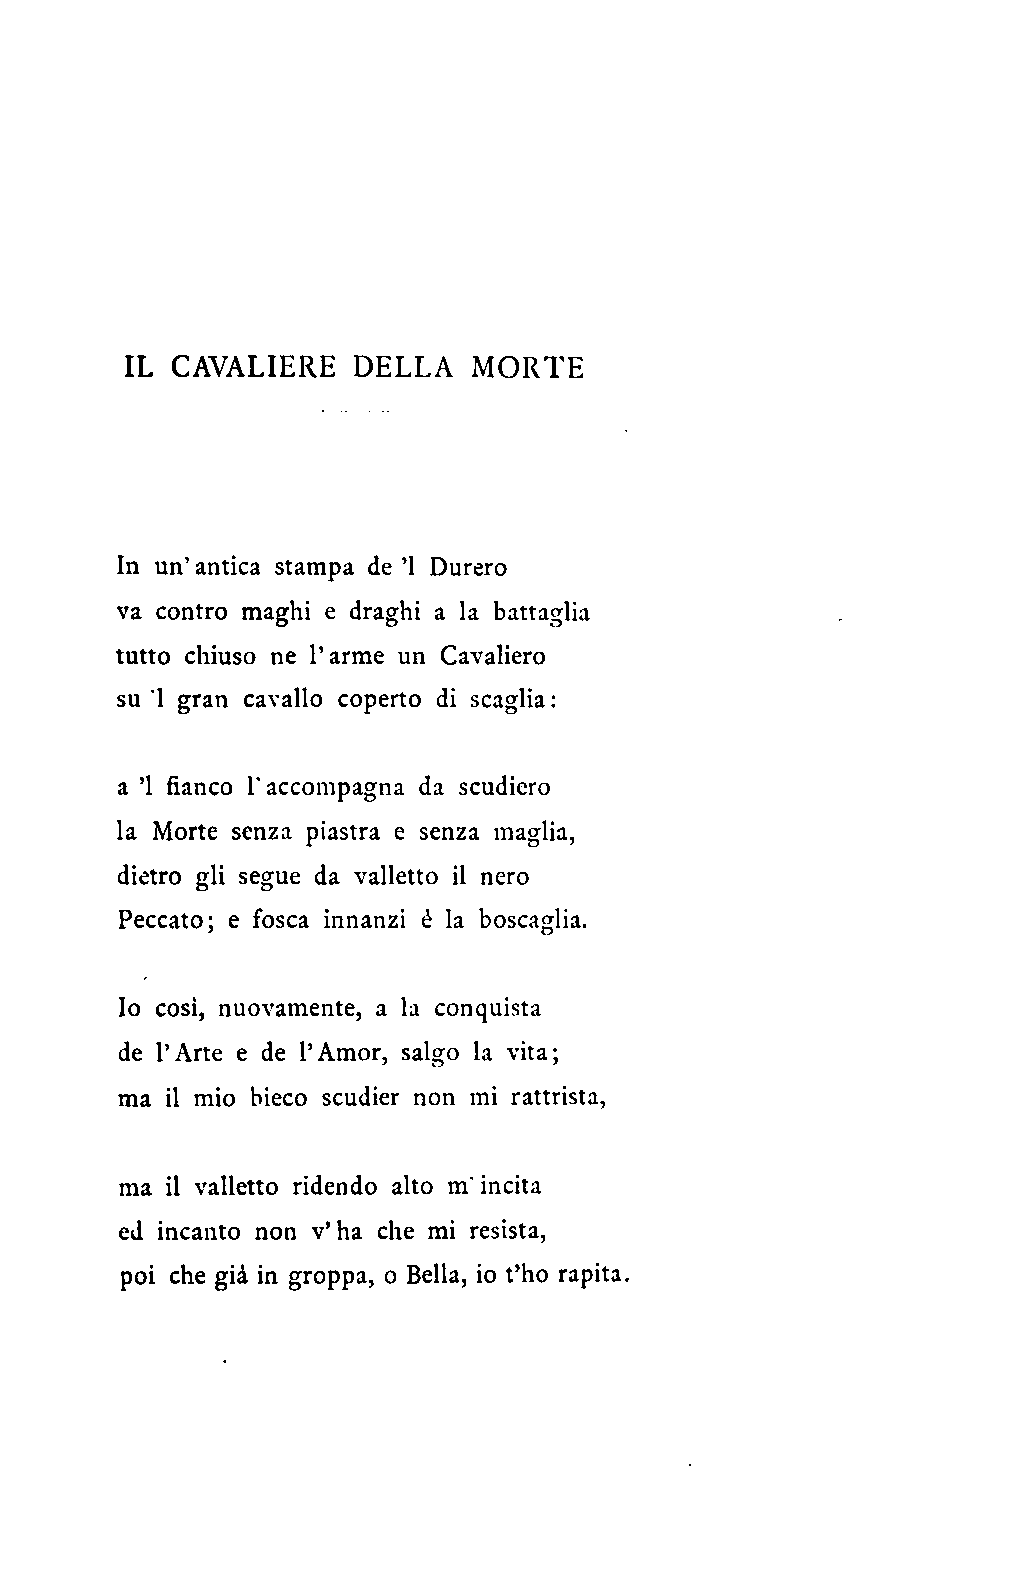 IL CAVALIERE DELLA MORTE
In un' antica stampa de 'l Durero
va contro maghi e draghi a la battaglia
tutto chiuso ne l' arme un Cavaliero
su 'l gran cavallo coperto di scaglia:
a 'l fianco l' accompagna da scudiero
la Morte senza piastra e senza maglia,
dietro gli segue da valletto il nero
Peccato; e fosca innanzi è la boscaglia.
Io così, nuovamente, a la conquista
de l' Arte e de l' Amor, salgo la vita;
ma il mio bieco scudier non mi rattrista,
ma il valletto ridendo alto m' incita
ed incanto non v' ha che mi resista,
poi che già in groppa, o Bella, io t'ho rapita.